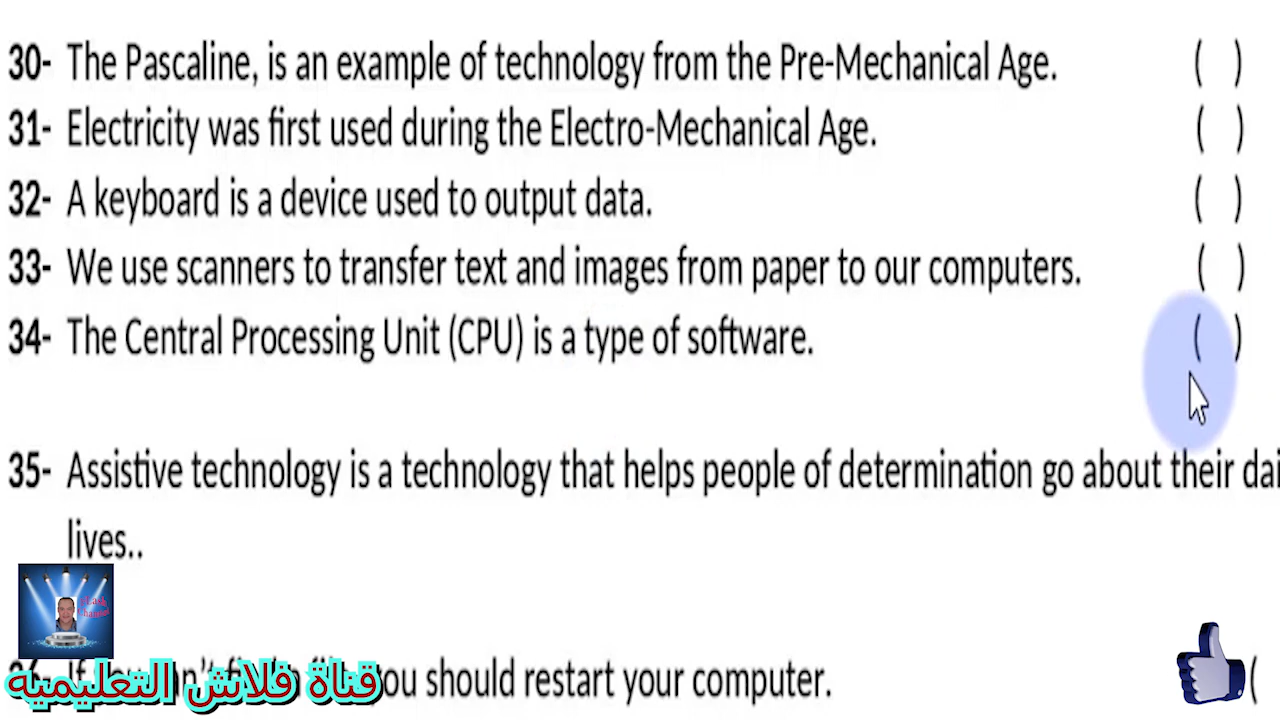 30- The Pascaline, is an example of technology from the Pre-Mechanical Age. ( )
31- Electricity was first used during the Electro-Mechanical Age. ( )
32- A keyboard is a device used to output data. ( )
33- We use scanners to transfer text and images from paper to our computers. ( )
34- The Central Processing Unit (CPU) is a type of software. ( )
35- Assistive technology is a technology that helps people of determination go about their dai
lives..
you should restart your computer. (
قناة فلاش التعليمية